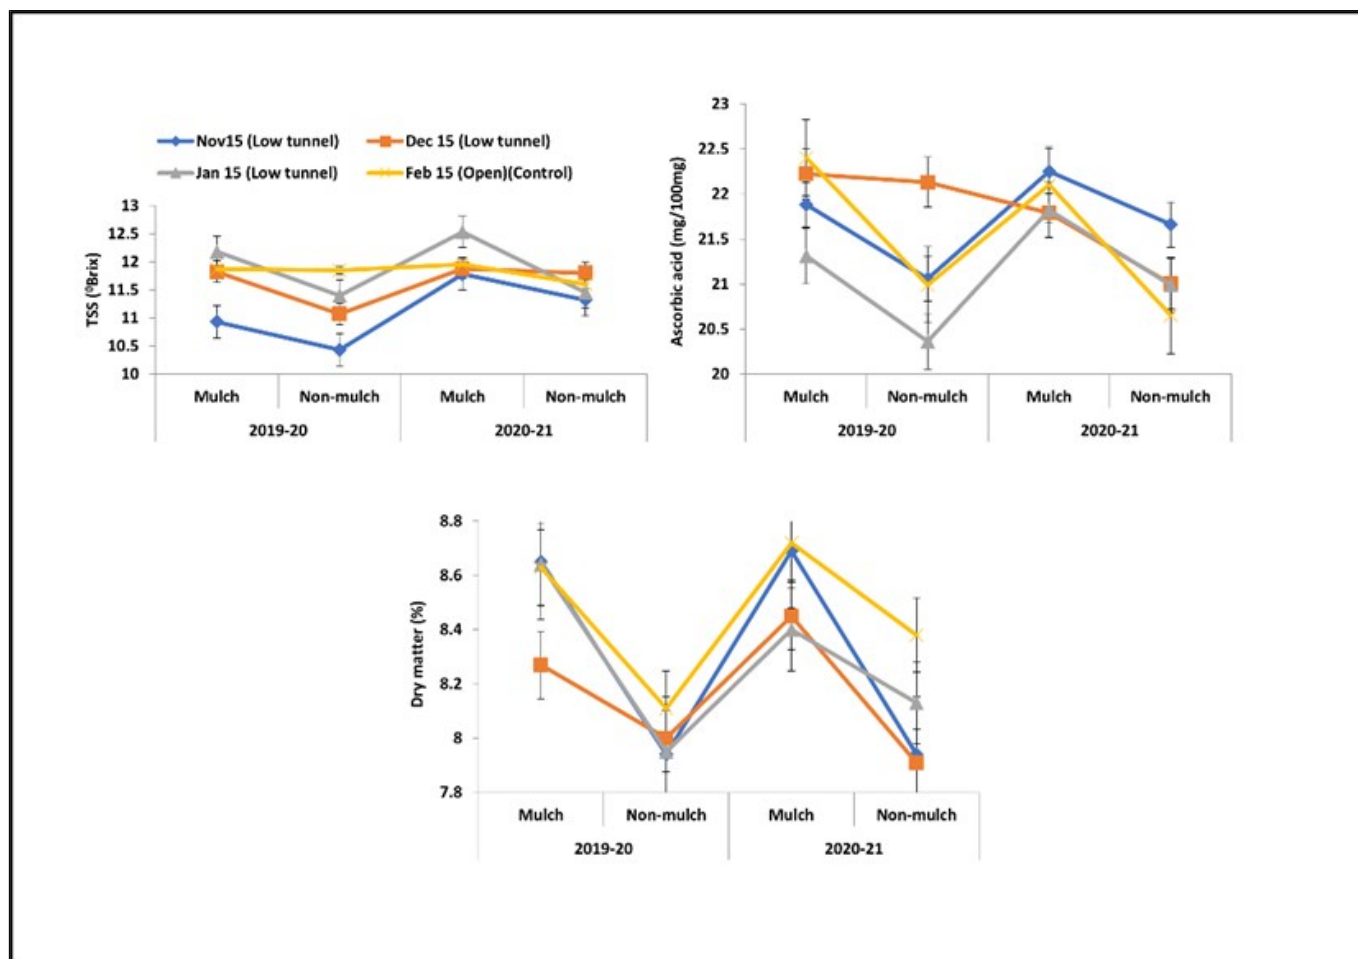 Nov15 (Low tunnel) Dec 15 (Low tunnel)
Jan 15 (Low tunnel) Feb 15 (Open)(Control)
TSS (⁰Brix)
13
12.5
12
11.5
11
10.5
10
Mulch Non-mulch Mulch Non-mulch
2019-20 2020-21
Ascorbic acid (mg/100mg)
23
22.5
22
21.5
21
20.5
20
Mulch Non-mulch Mulch Non-mulch
2019-20 2020-21
Dry matter (%)
8.8
8.6
8.4
8.2
8
7.8
Mulch Non-mulch Mulch Non-mulch
2019-20 2020-21